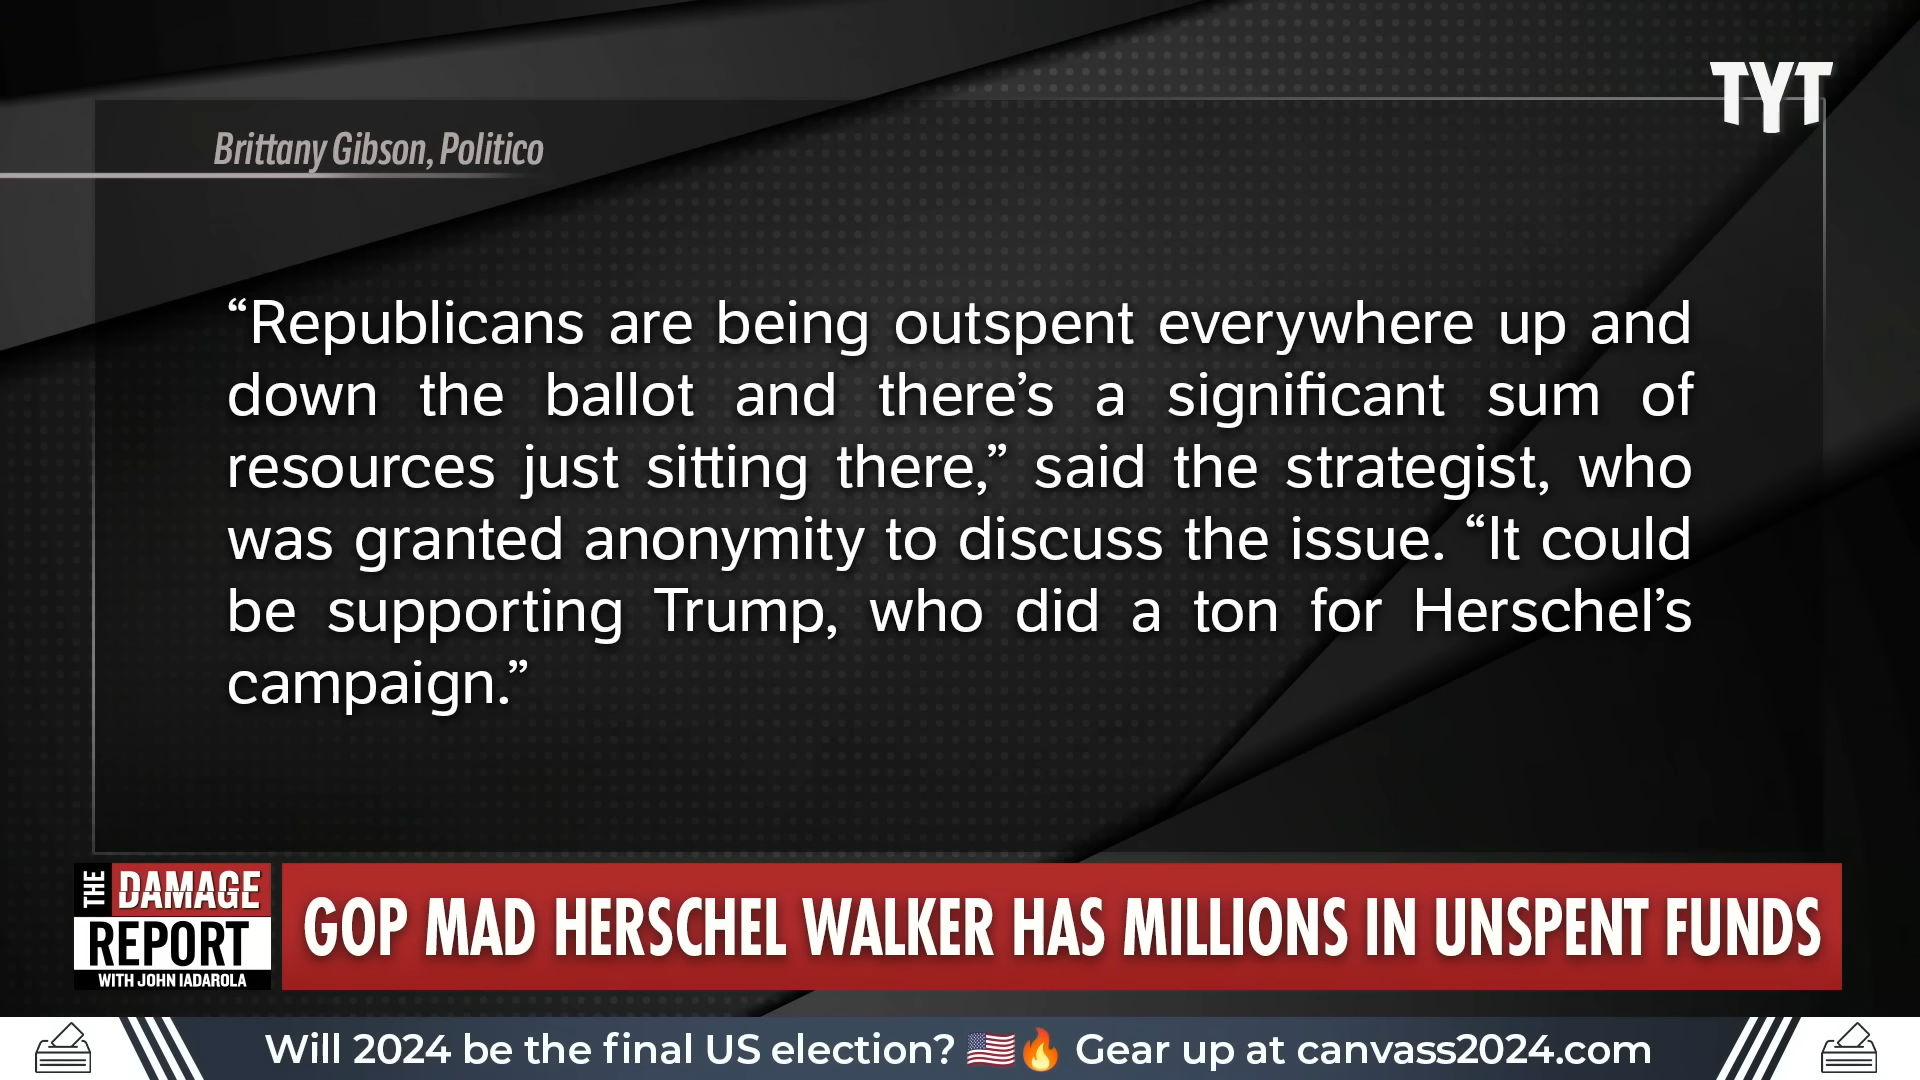 TYT
Brittany Gibson, Politico
“Republicans are being outspent everywhere up and
down the ballot and there’s a significant sum of
resources just sitting there,” said the strategist, who
was granted anonymity to discuss the issue. “It could
be supporting Trump, who did a ton for Herschel’s
campaign.”
THE DAMAGE
REPORT
WITH JOHN IADAROLA
GOP MAD HERSCHEL WALKER HAS MILLIONS IN UNSPENT FUNDS
Will 2024 be the final US election? 🇺🇸🔥 Gear up at canvass2024.com